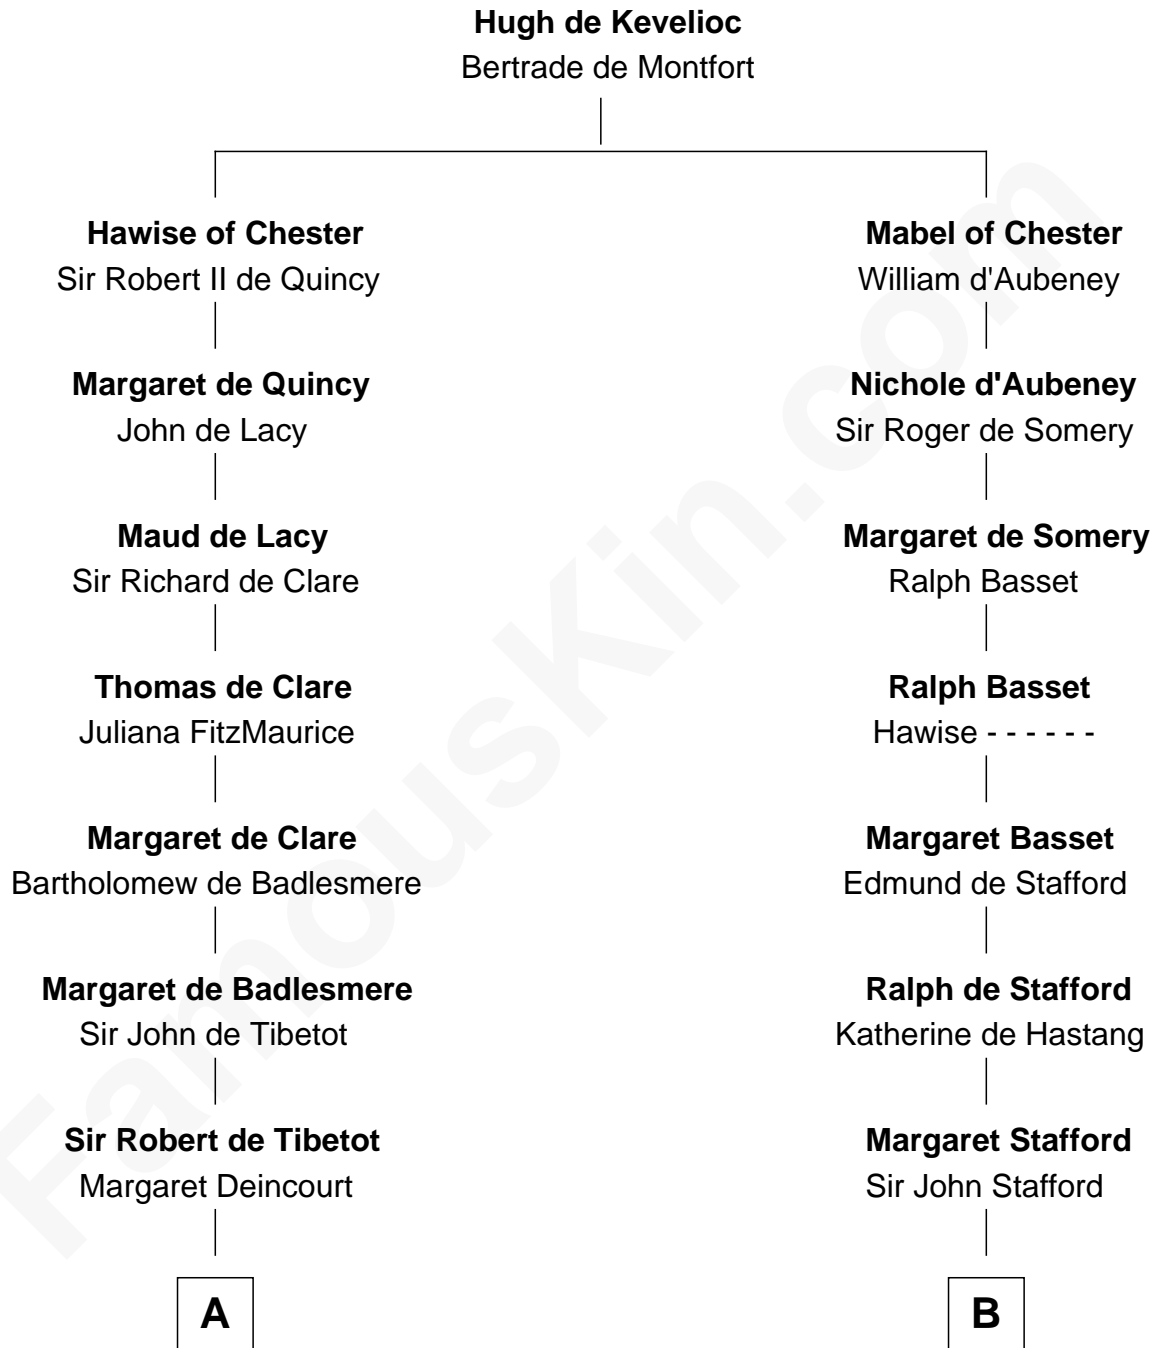 Hugh de Kevelioc
Bertrade de Montfort
Hawise of Chester
Sir Robert II de Quincy
Mabel of Chester
William d'Aubeney
Margaret de Quincy
John de Lacy
Nichole d'Aubeney
Sir Roger de Somery
Maud de Lacy
Sir Richard de Clare
Margaret de Somery
Ralph Basset
Thomas de Clare
Juliana FitzMaurice
Ralph Basset
Hawise - - - - - -
Margaret de Clare
Bartholomew de Badlesmere
Margaret Basset
Edmund de Stafford
Margaret de Badlesmere
Sir John de Tibetot
Ralph de Stafford
Katherine de Hastang
Sir Robert de Tibetot
Margaret Deincourt
Margaret Stafford
Sir John Stafford
A
B
FamousKin.com